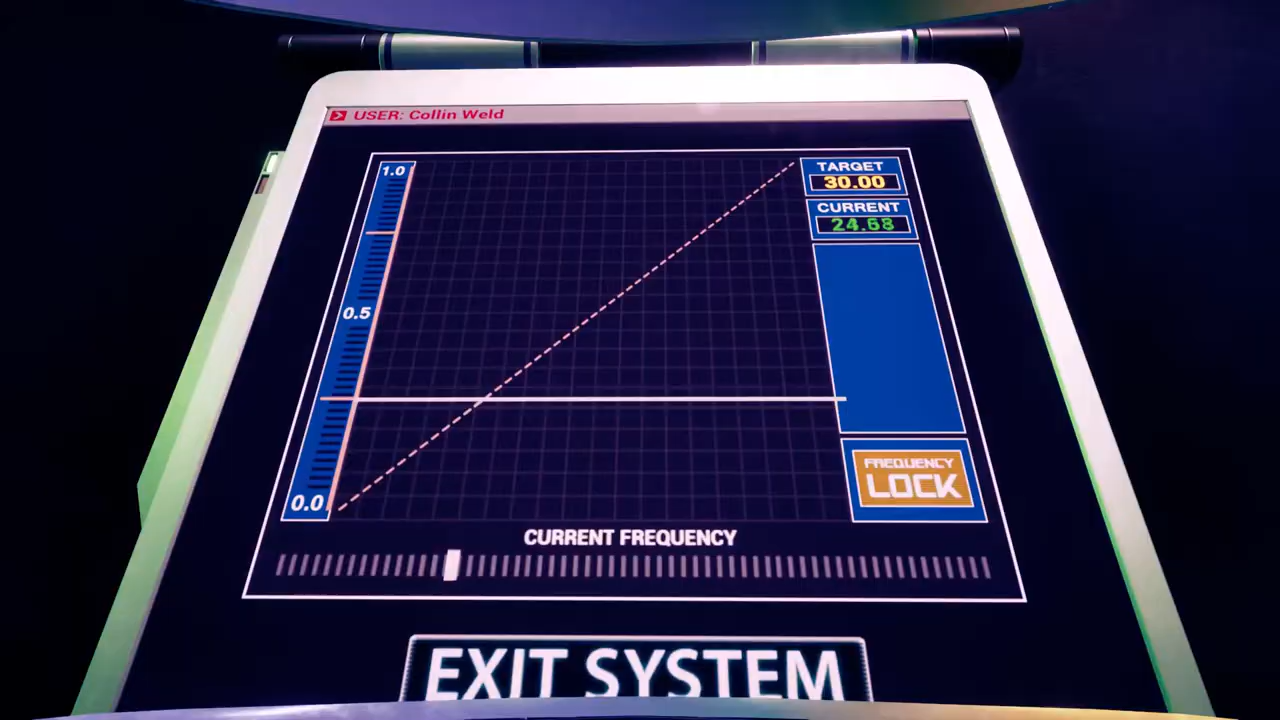 USER: Collin Weld
1.0
TARGET
30.00
CURRENT
24.68
0.5
FREQUENCY
LOCK
0.0
CURRENT FREQUENCY
EXIT SYSTEM